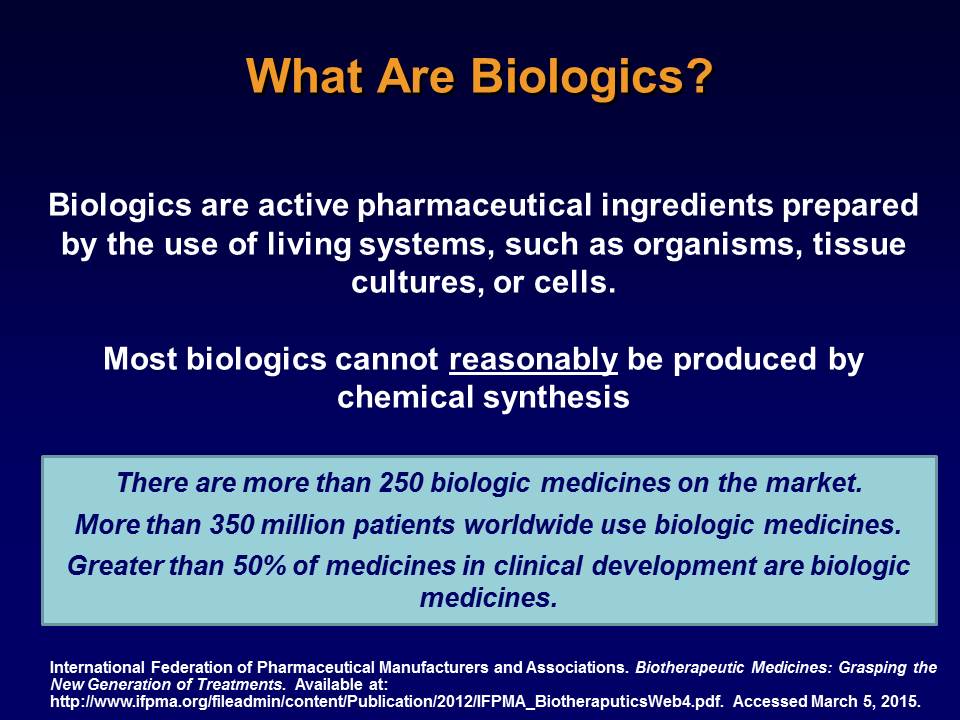 What Are Biologics?
Biologics are active pharmaceutical ingredients prepared
by the use of living systems, such as organisms, tissue
cultures, or cells.
Most biologics cannot reasonably be produced by
chemical synthesis
There are more than 250 biologic medicines on the market.
More than 350 million patients worldwide use biologic medicines.
Greater than 50% of medicines in clinical development are biologic
medicines.
International Federation of Pharmaceutical Manufacturers and Associations. Biotherapeutic Medicines: Grasping the
New Generation of Treatments. Available at:
http://www.ifpma.org/fileadmin/content/Publication/2012/IFPMA_BiotheraputicsWeb4.pdf. Accessed March 5, 2015.